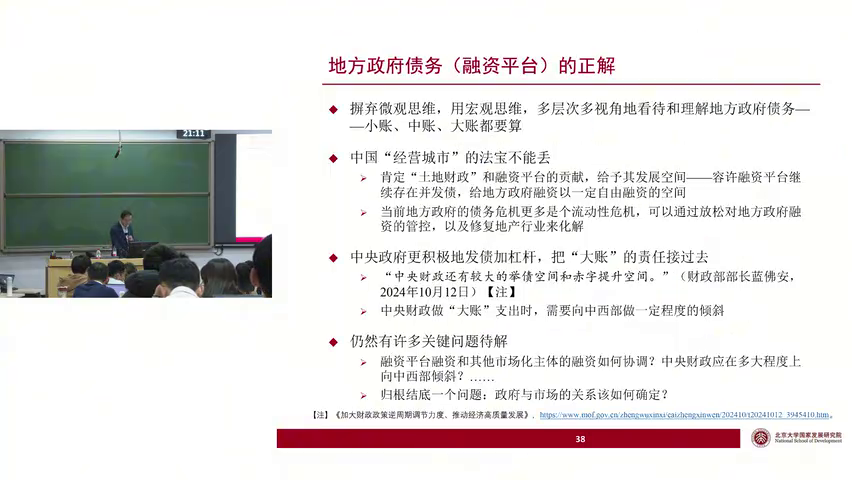 地方政府债务（融资平台）的正解
21:11
摒弃微观思维，用宏观思维，多层次多视角地看待和理解地方政府债务—
—小账、中账、大账都要算
中国“经营城市”的法宝不能丢
肯定“土地财政”和融资平台的贡献，给予其发展空间——容许融资平台继
续存在并发债，给地方政府融资以一定自由融资的空间
当前地方政府的债务危机更多是个流动性危机，可以通过放松对地方政府融
资的管控，以及修复地产行业来化解
中央政府更积极地发债加杠杆，把“大账”的责任接过去
“中央财政还有较大的举债空间和赤字提升空间。”（财政部部长蓝佛安，
2024年10月12日）【注】
中央财政做“大账”支出时，需要向中西部做一定程度的倾斜
仍然有许多关键问题待解
融资平台融资和其他市场化主体的融资如何协调？中央财政应在多大程度上
向中西部倾斜？……
归根结底一个问题：政府与市场的关系该如何确定？
【注】《加大财政政策逆周期调节力度、推动经济高质量发展》，https://www.mof.gov.cn/zhengwuxinxi/caizhengxinwen/202410/t20241012_3945410.htm。
38
北京大学国家发展研究院
National School of Development